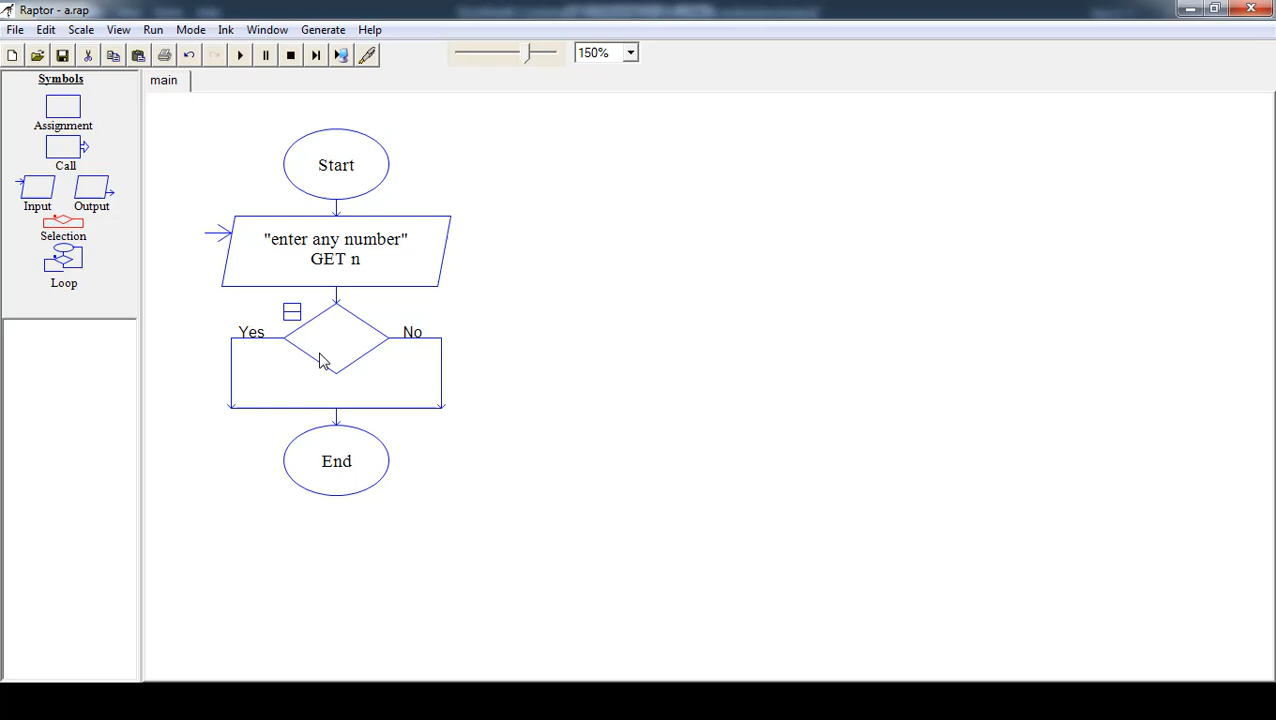 Raptor - a.rap
File Edit Scale View Run Mode Ink Window Generate Help
150%
Symbols
main
Assignment
Call
Input Output
Selection
Loop
Start
"enter any number"
GET n
Yes No
End